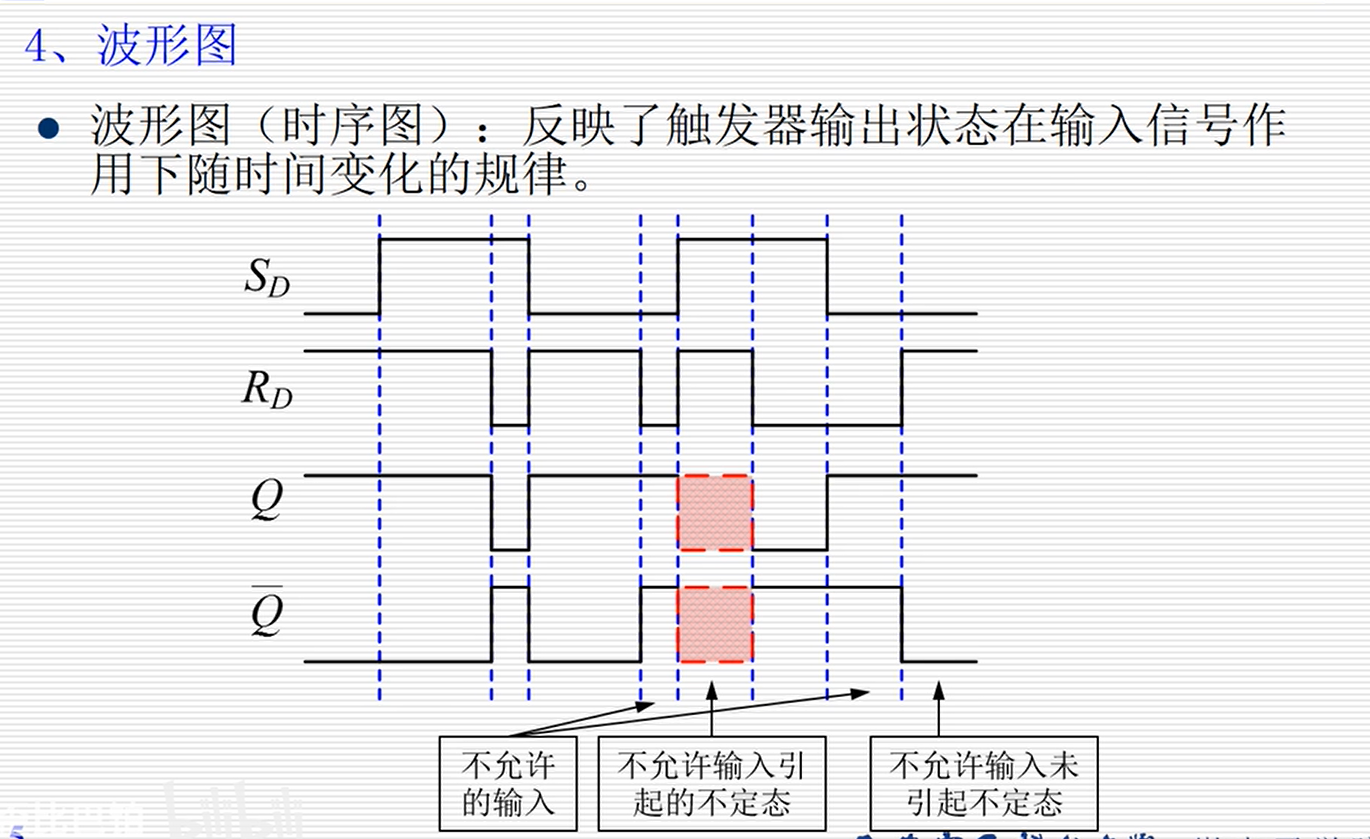 4、波形图
● 波形图（时序图）：反映了触发器输出状态在输入信号作
用下随时间变化的规律。
S_D
R_D
Q
Q̅
不允许
的输入
不允许输入引
起的不定态
不允许输入未
引起不定态
bilibili